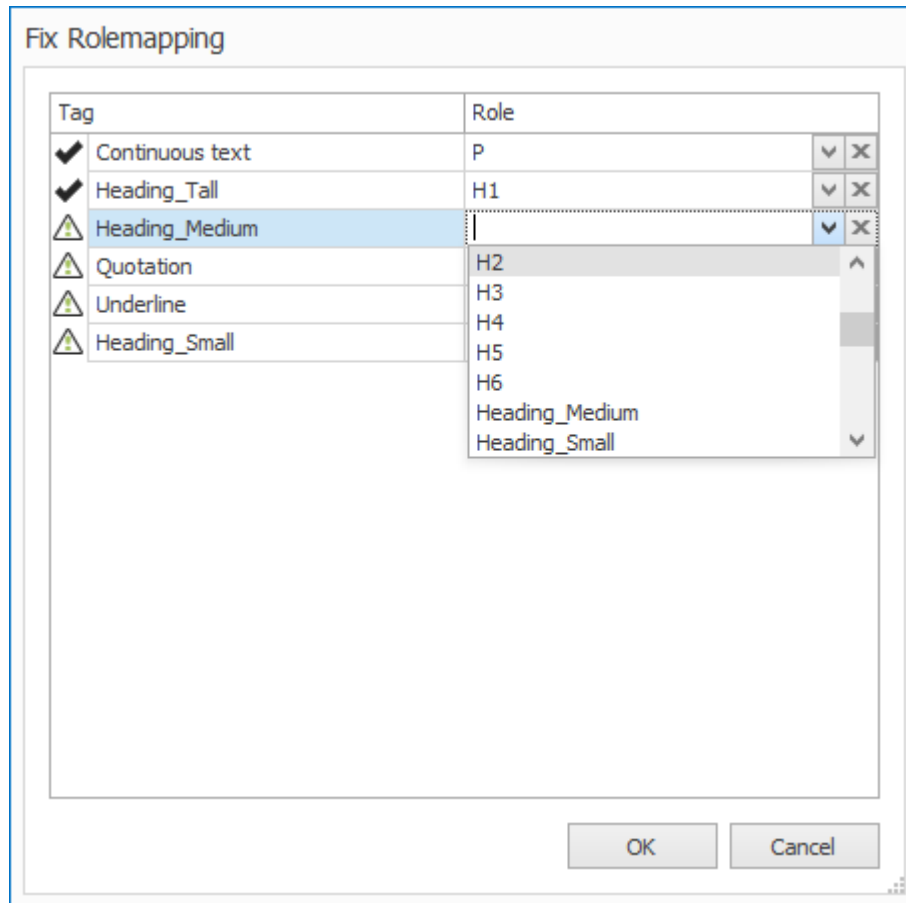 Fix Rolemapping
Tag Role
Continuous text P
Heading_Tall H1
Heading_Medium
Quotation
Underline
Heading_Small
H2
H3
H4
H5
H6
Heading_Medium
Heading_Small
OK Cancel